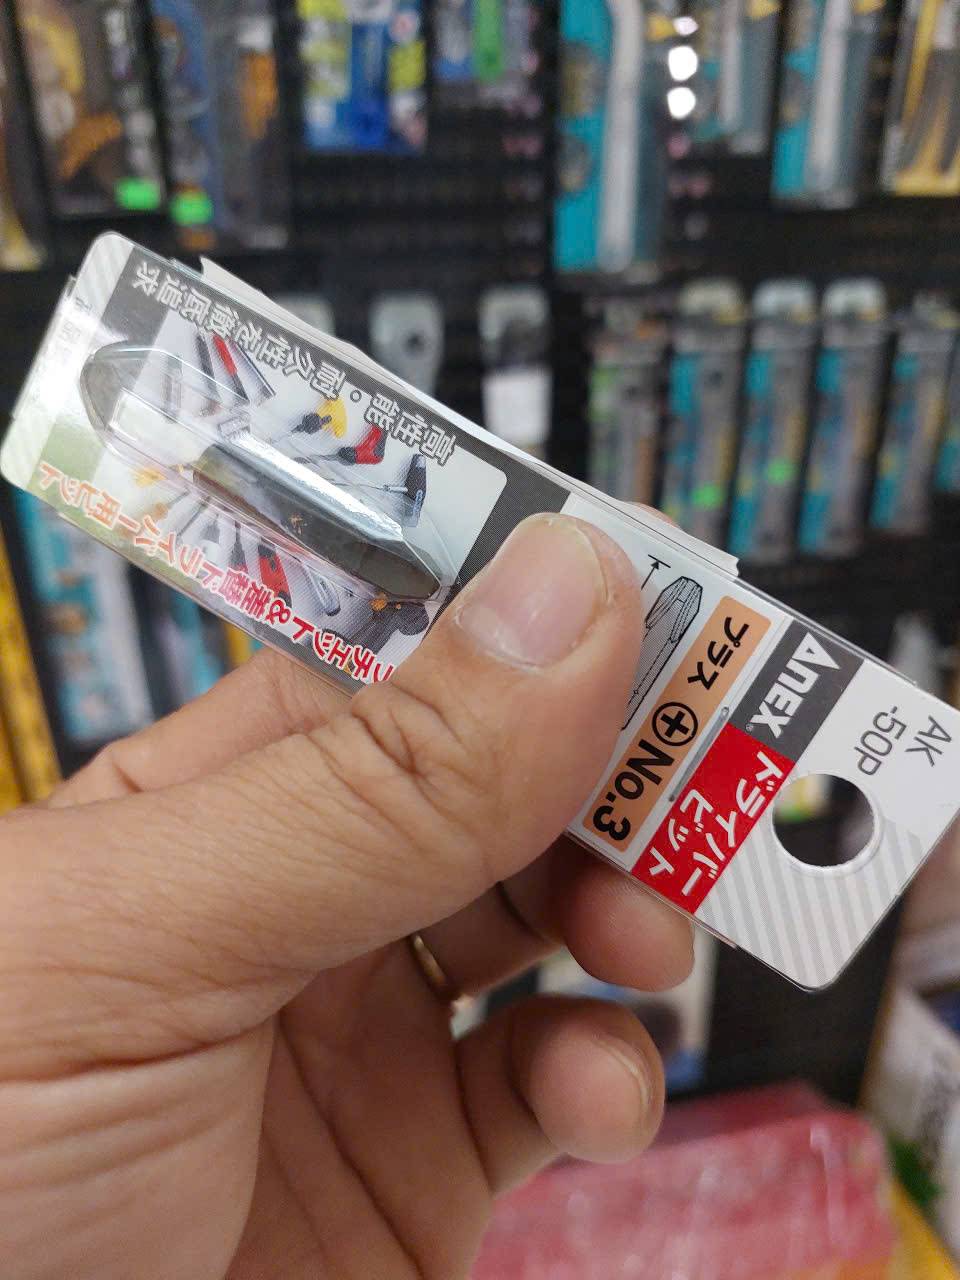 AK
-50P
ANEX®
ドライバー
ビット
プラス
⊕No.3
高性能・耐久性を徹底追求
ラチェット&差替ドライバー用ビット